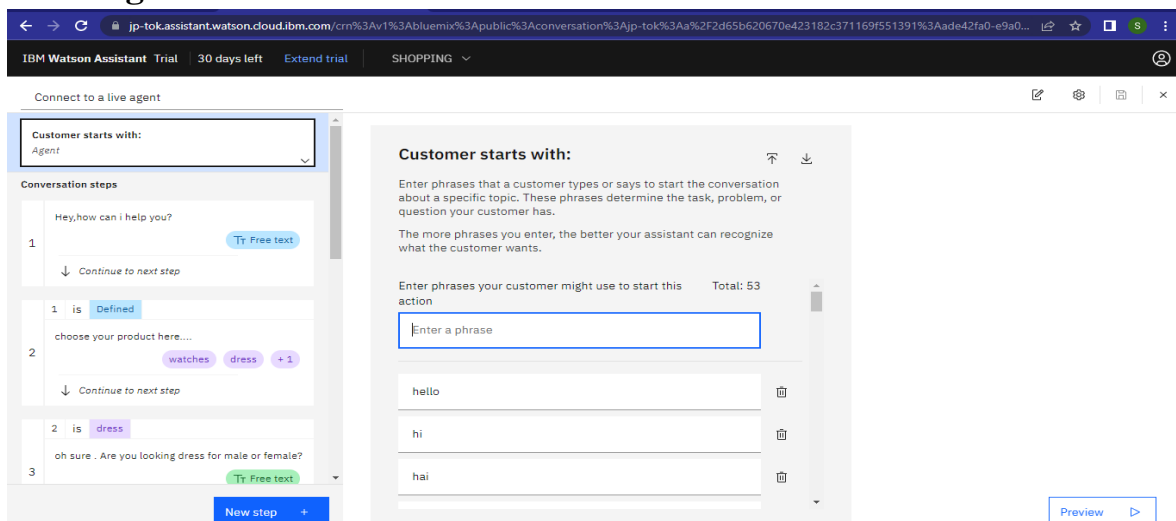 jp-tok.assistant.watson.cloud.ibm.com/crn%3Av1%3Abluemix%3Apublic%3Aconversation%3Ajp-tok%3Aa%2F2d65b620670e423182c371169f551391%3Aade42fa0-e9a0... S
IBM Watson Assistant Trial 30 days left Extend trial SHOPPING
Connect to a live agent
Customer starts with:
Agent
Conversation steps
Hey,how can i help you?
1
Tт Free text
Continue to next step
1 is Defined
choose your product here....
2
watches dress + 1
Continue to next step
2 is dress
oh sure . Are you looking dress for male or female?
3
Tт Free text
New step +
Customer starts with:
Enter phrases that a customer types or says to start the conversation
about a specific topic. These phrases determine the task, problem, or
question your customer has.
The more phrases you enter, the better your assistant can recognize
what the customer wants.
Enter phrases your customer might use to start this Total: 53
action
Enter a phrase
hello
hi
hai
Preview